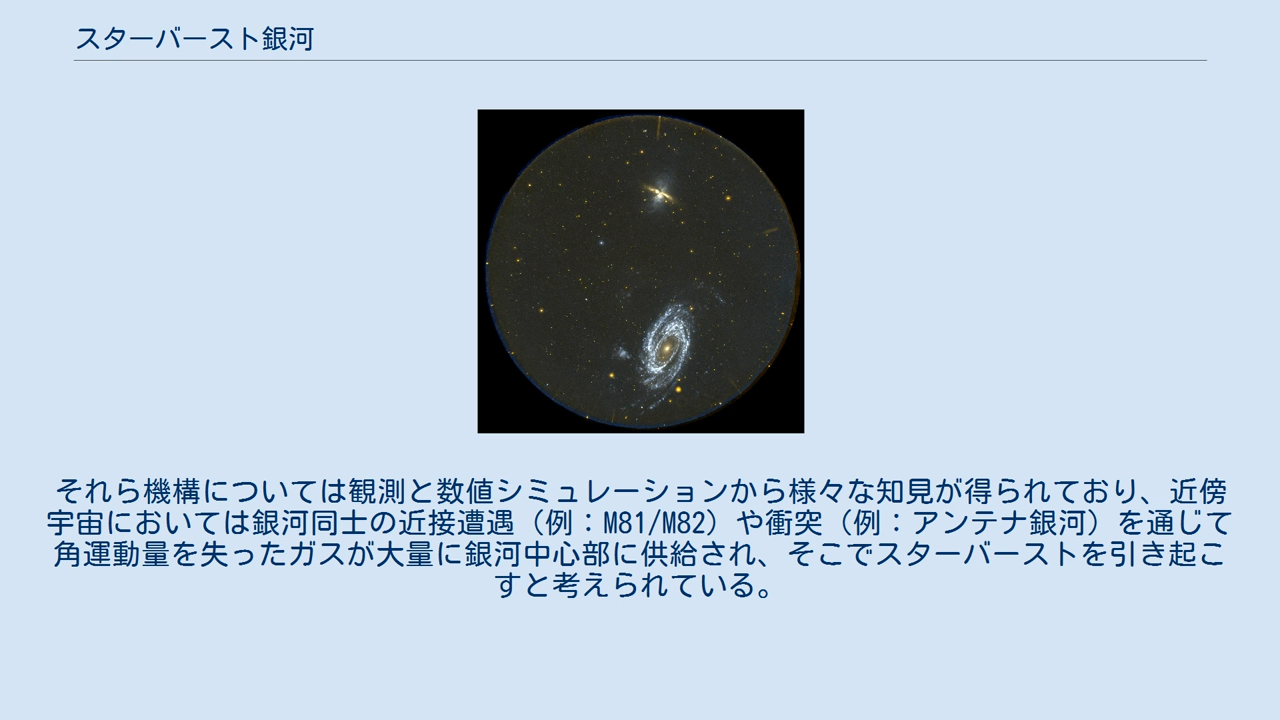 スターバースト銀河
それら機構については観測と数値シミュレーションから様々な知見が得られており、近傍
宇宙においては銀河同士の近接遭遇（例：M81/M82）や衝突（例：アンテナ銀河）を通じて
角運動量を失ったガスが大量に銀河中心部に供給され、そこでスターバーストを引き起こ
すと考えられている。